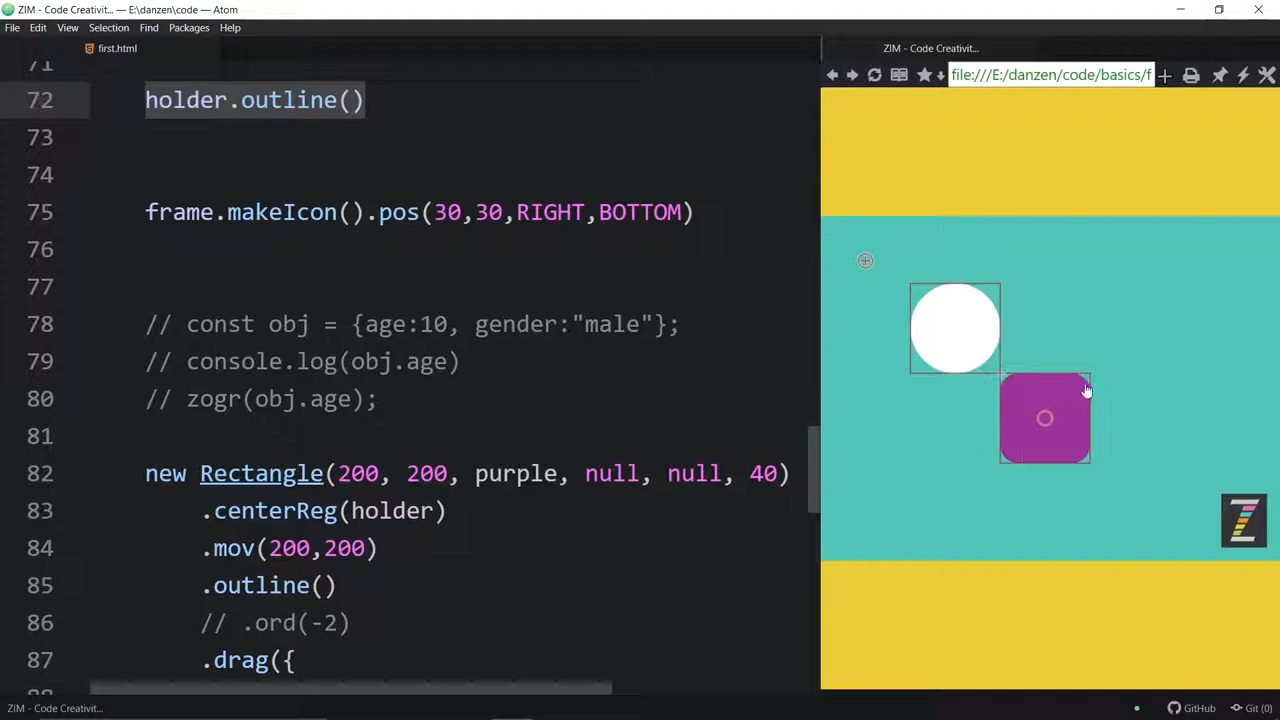 ZIM - Code Creativit... — E:\danzen\code — Atom
File Edit View Selection Find Packages Help
first.html
ZIM - Code Creativit...
file:///E:/danzen/code/basics/f
71
72 holder.outline()
73
74
75 frame.makeIcon().pos(30,30,RIGHT,BOTTOM)
76
77
78 // const obj = {age:10, gender:"male"};
79 // console.log(obj.age)
80 // zogr(obj.age);
81
82 new Rectangle(200, 200, purple, null, null, 40)
83 .centerReg(holder)
84 .mov(200,200)
85 .outline()
86 // .ord(-2)
87 .drag({
ZIM - Code Creativit...
GitHub Git (0)